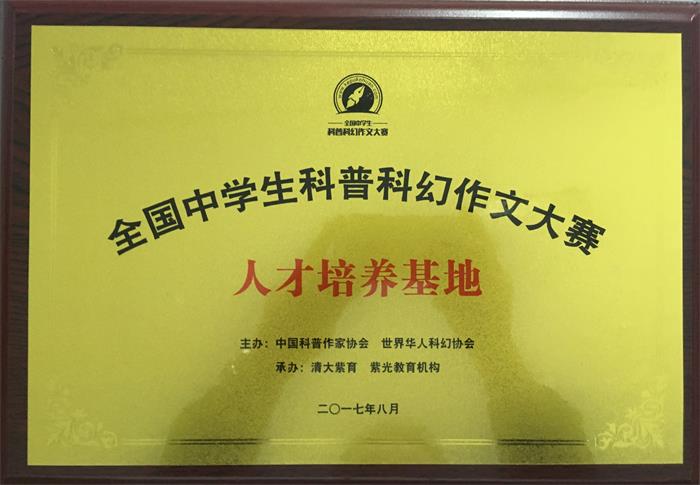 全国中学生
科普科幻作文大赛
全国中学生科普科幻作文大赛
人才培养基地
主办：中国科普作家协会 世界华人科幻协会
承办：清大紫育 紫光教育机构
二〇一七年八月